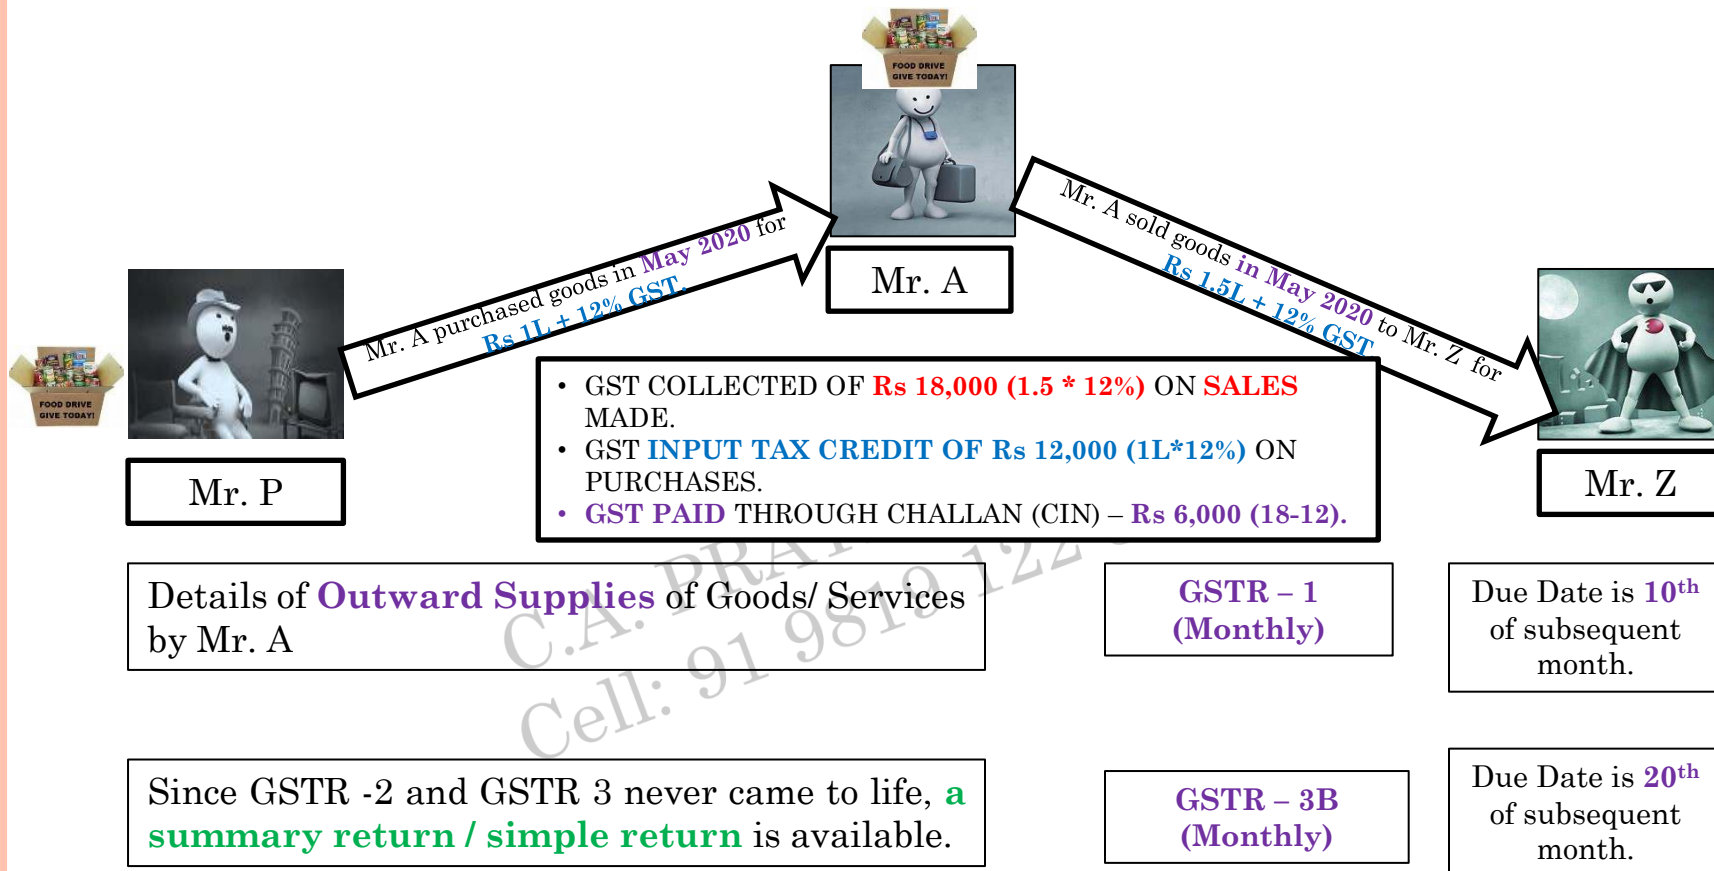 FOOD DRIVE
GIVE TODAY!
Mr. A
Mr. A purchased goods in May 2020 for
Rs 1L + 12% GST.
Mr. A sold goods in May 2020 to Mr. Z for
Rs 1.5L + 12% GST
FOOD DRIVE
GIVE TODAY!
Mr. P
Mr. Z
• GST COLLECTED OF Rs 18,000 (1.5 * 12%) ON SALES
MADE.
• GST INPUT TAX CREDIT OF Rs 12,000 (1L*12%) ON
PURCHASES.
• GST PAID THROUGH CHALLAN (CIN) – Rs 6,000 (18-12).
C.A. PRA
Cell: 91 9819 122
Details of Outward Supplies of Goods/ Services
by Mr. A
GSTR – 1
(Monthly)
Due Date is 10th
of subsequent
month.
Since GSTR -2 and GSTR 3 never came to life, a
summary return / simple return is available.
GSTR – 3B
(Monthly)
Due Date is 20th
of subsequent
month.